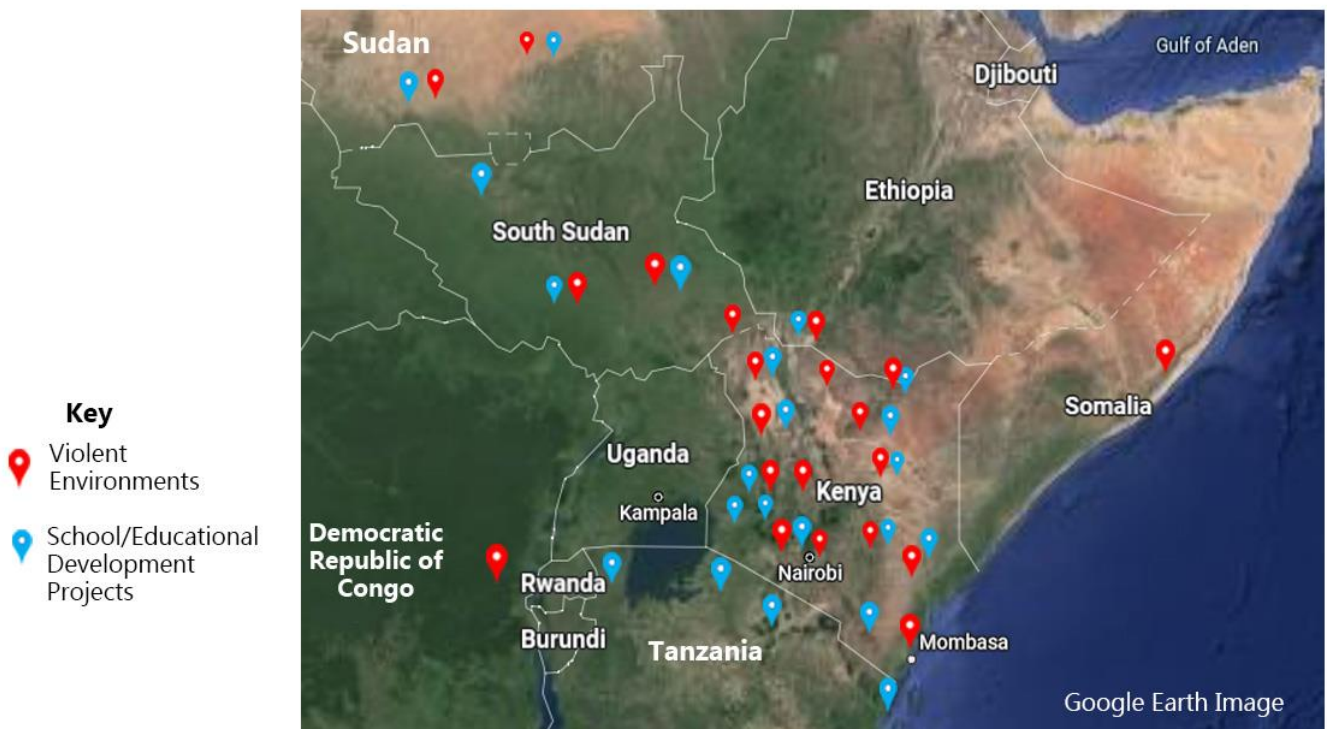 Sudan
Gulf of Aden
Djibouti
Ethiopia
South Sudan
Key
Violent
Environments
School/Educational
Development
Projects
Somalia
Uganda
Kampala
Kenya
Democratic
Republic of
Congo
Nairobi
Rwanda
Burundi
Tanzania
Mombasa
Google Earth Image